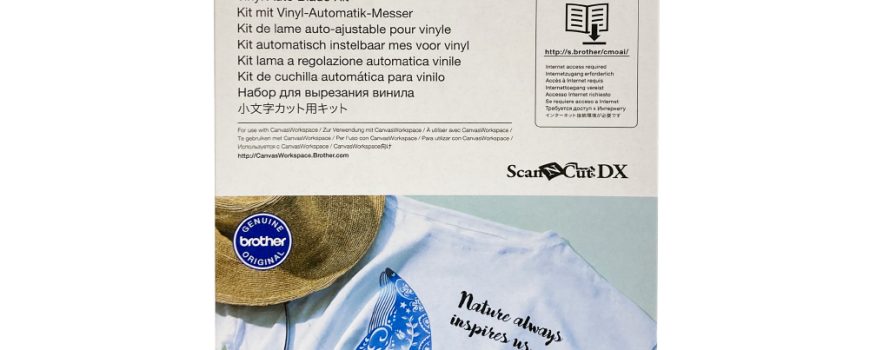 Kit mit Vinyl-Automatik-Messer
Kit de lame auto-ajustable pour vinyle
Kit automatisch instelbaar mes voor vinyl
Kit lama a regolazione automatica vinile
Kit de cuchilla automática para vinilo
Набор для вырезания винила
小文字カット用キット
For use with CanvasWorkspace / Zur Verwendung mit CanvasWorkspace / À utiliser avec CanvasWorkspace /
Te gebruiken met CanvasWorkspace / Per l'uso con CanvasWorkspace / Para utilizar con CanvasWorkspace /
Используется с CanvasWorkspace / CanvasWorkspace向け
http://CanvasWorkspace.Brother.com
http://s.brother/cmoai/
Internet access required
Internetzugang erforderlich
Accès à Internet requis
Internettoegang vereist
Accesso Internet richiesto
Se requiere acceso a Internet
Требуется доступ к Интернету
インターネット接続環境が必要です
ScanNCut DX
GENUINE
brother
ORIGINAL
Nature always
inspires us